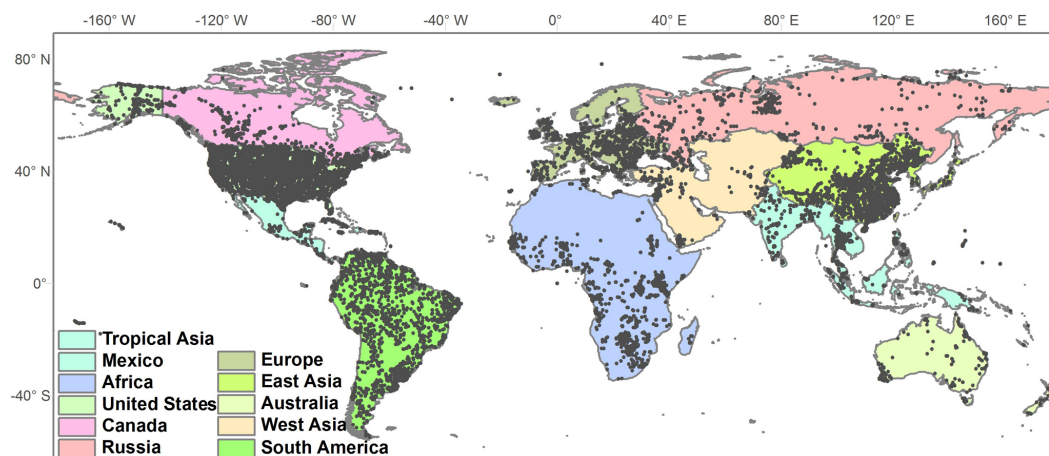 -160° W -120° W -80° W -40° W 0° 40° E 80° E 120° E 160° E
80° N
40° N
0°
-40° S
Tropical Asia
Mexico
Africa
United States
Canada
Russia
Europe
East Asia
Australia
West Asia
South America